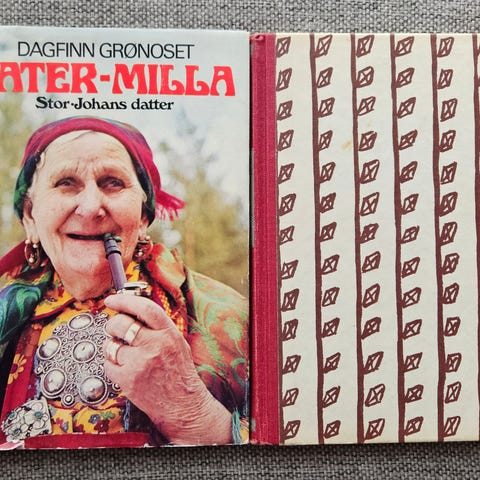 DAGFINN GRØNOSET
ATER-MILLA
Stor-Johans datter